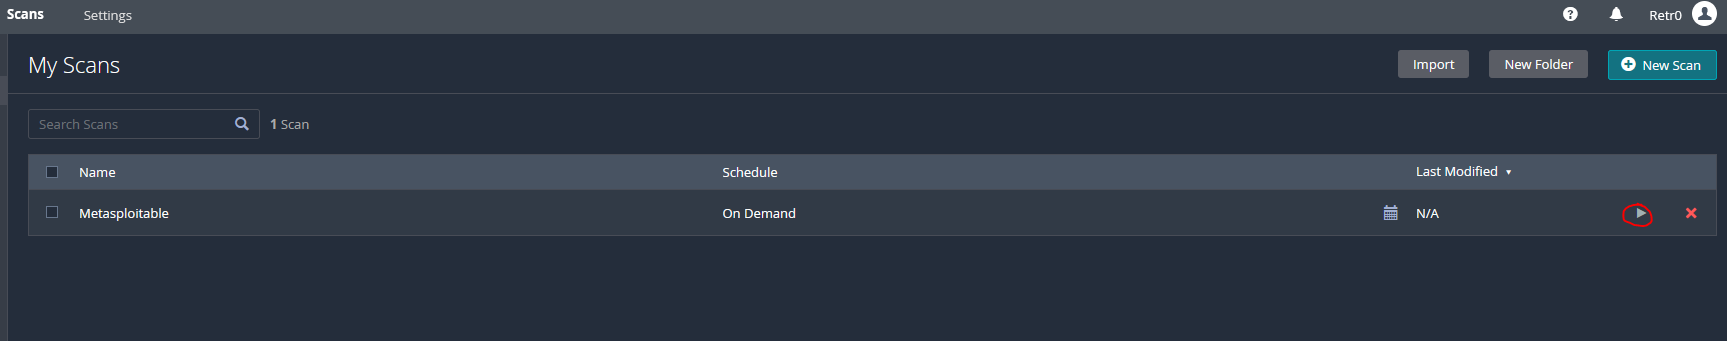 Scans Settings Retr0
My Scans Import New Folder New Scan
Search Scans 1 Scan
Name Schedule Last Modified
Metasploitable On Demand N/A